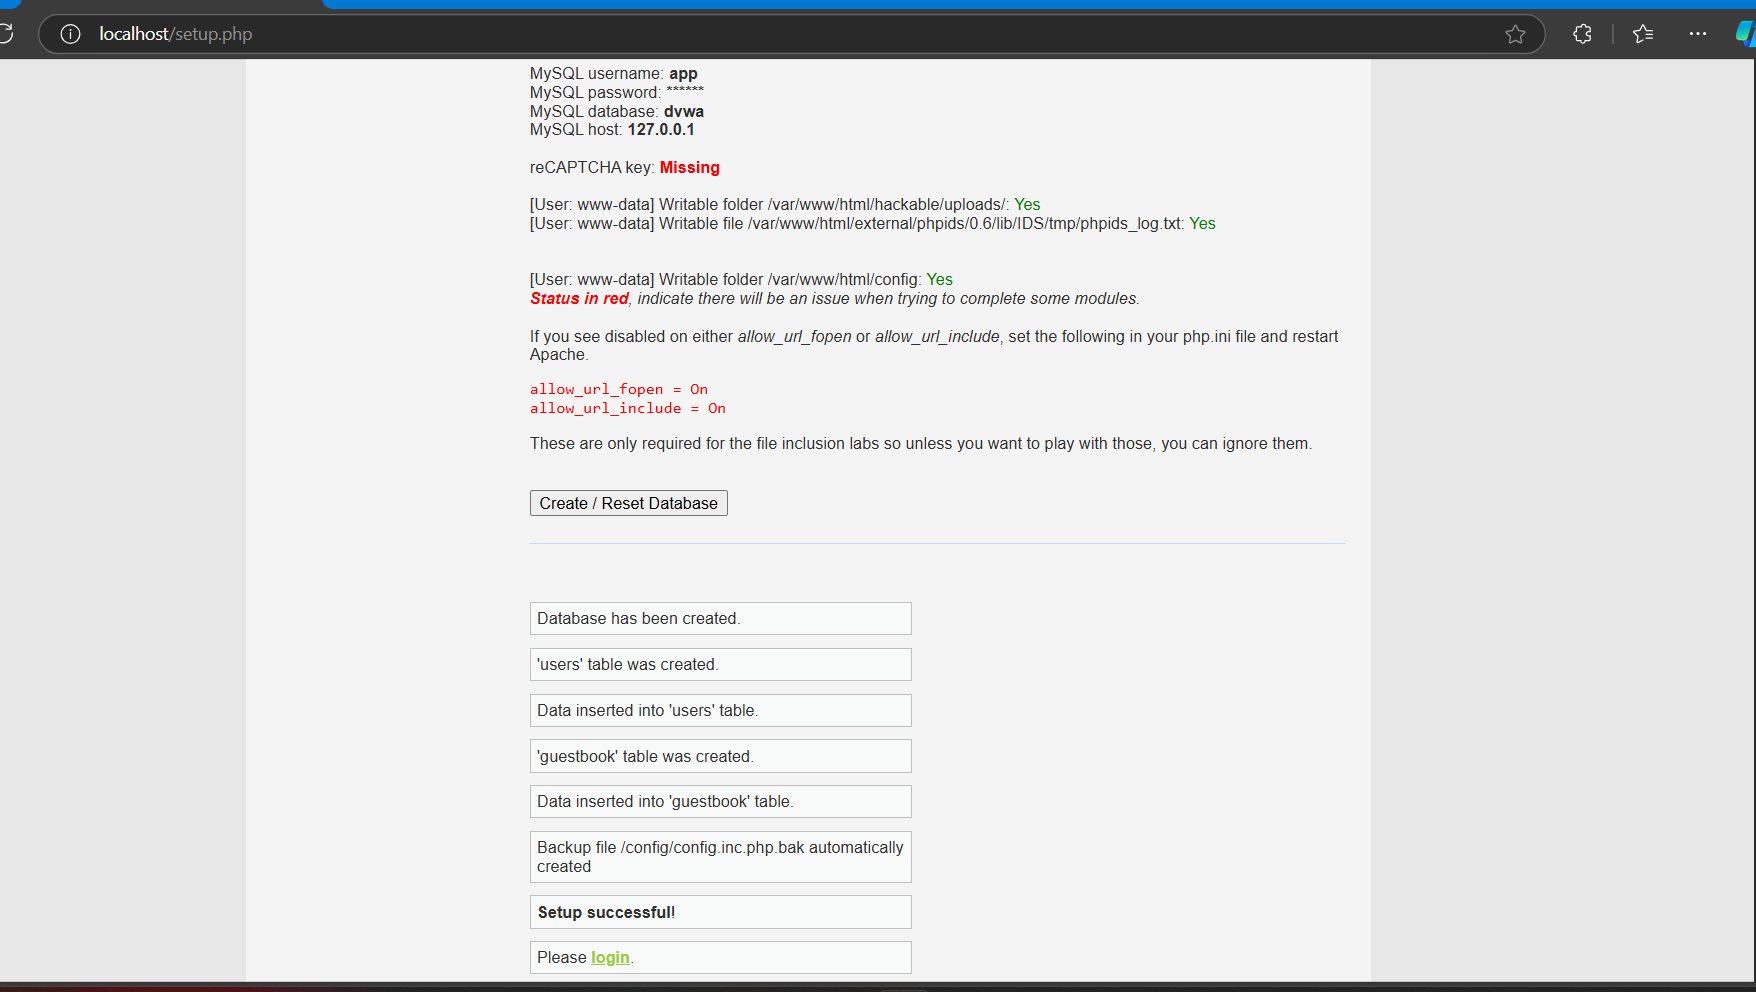 localhost/setup.php
MySQL username: app
MySQL password: ******
MySQL database: dvwa
MySQL host: 127.0.0.1
reCAPTCHA key: Missing
[User: www-data] Writable folder /var/www/html/hackable/uploads/: Yes
[User: www-data] Writable file /var/www/html/external/phpids/0.6/lib/IDS/tmp/phpids_log.txt: Yes
[User: www-data] Writable folder /var/www/html/config: Yes
Status in red, indicate there will be an issue when trying to complete some modules.
If you see disabled on either allow_url_fopen or allow_url_include, set the following in your php.ini file and restart
Apache.
allow_url_fopen = On
allow_url_include = On
These are only required for the file inclusion labs so unless you want to play with those, you can ignore them.
Create / Reset Database
Database has been created.
'users' table was created.
Data inserted into 'users' table.
'guestbook' table was created.
Data inserted into 'guestbook' table.
Backup file /config/config.inc.php.bak automatically
created
Setup successful!
Please login.